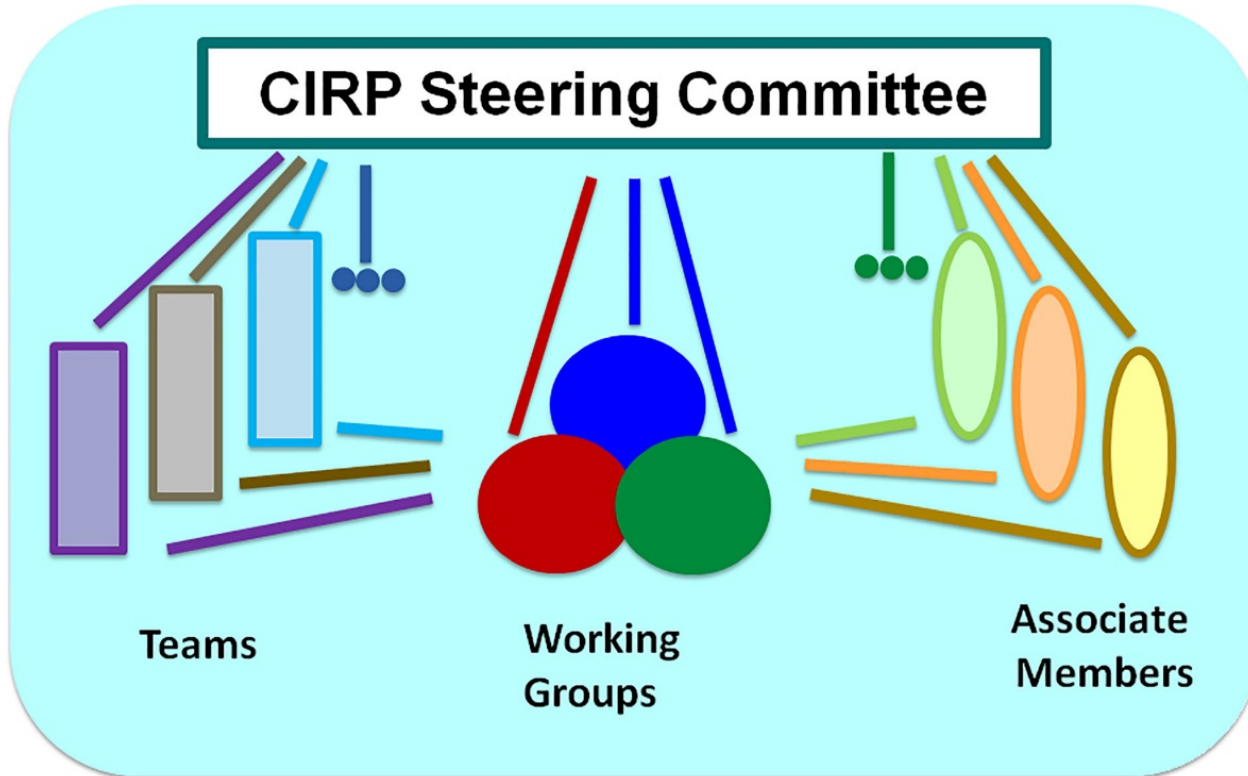 CIRP Steering Committee
Teams
Working
Groups
Associate
Members